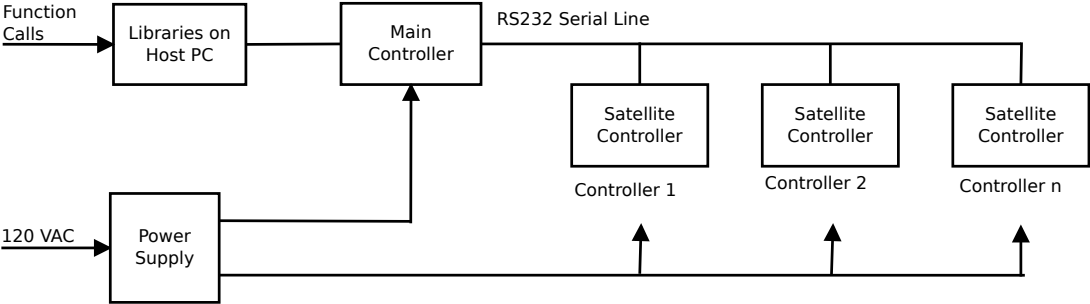 Function
Calls
Libraries on
Host PC
Main
Controller
RS232 Serial Line
Satellite
Controller
Satellite
Controller
Satellite
Controller
Controller 1
Controller 2
Controller n
120 VAC
Power
Supply